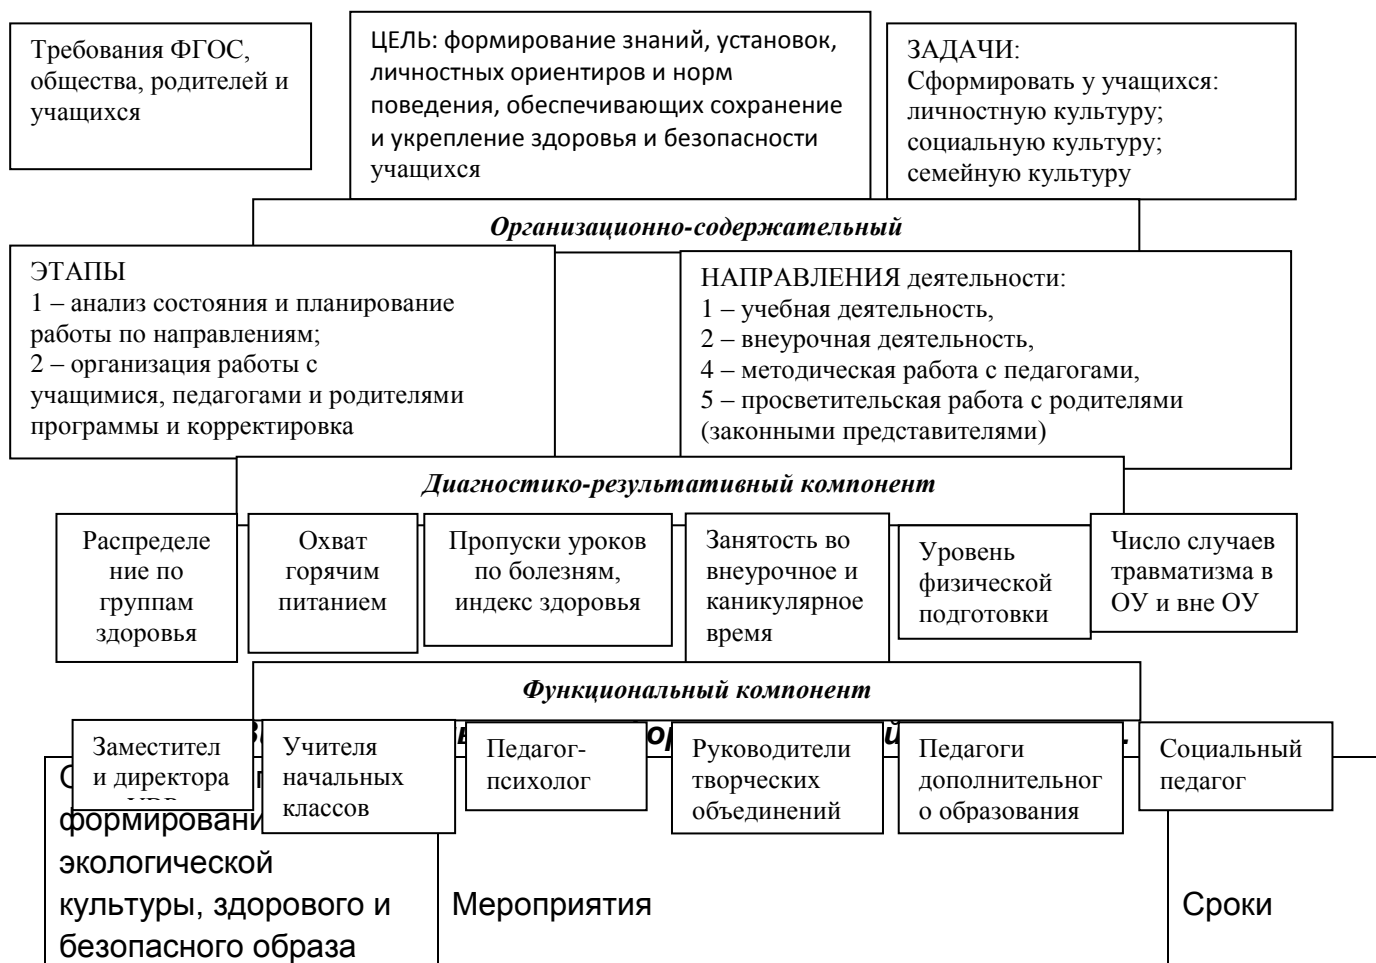 Требования ФГОС,
общества, родителей и
учащихся
ЦЕЛЬ: формирование знаний, установок,
личностных ориентиров и норм
поведения, обеспечивающих сохранение
и укрепление здоровья и безопасности
учащихся
ЗАДАЧИ:
Сформировать у учащихся:
личностную культуру;
социальную культуру;
семейную культуру
Организационно-содержательный
ЭТАПЫ
1 – анализ состояния и планирование
работы по направлениям;
2 – организация работы с
учащимися, педагогами и родителями
программы и корректировка
НАПРАВЛЕНИЯ деятельности:
1 – учебная деятельность,
2 – внеурочная деятельность,
4 – методическая работа с педагогами,
5 – просветительская работа с родителями
(законными представителями)
Диагностико-результативный компонент
Распределе
ние по
группам
здоровья
Охват
горячим
питанием
Пропуски уроков
по болезням,
индекс здоровья
Занятость во
внеурочное и
каникулярное
время
Уровень
физической
подготовки
Число случаев
травматизма в
ОУ и вне ОУ
Функциональный компонент
Заместител
и директора
Учителя
начальных
классов
Педагог-
психолог
Руководители
творческих
объединений
Педагоги
дополнительног
о образования
Социальный
педагог
экологической
культуры, здорового и
безопасного образа
Мероприятия
Сроки